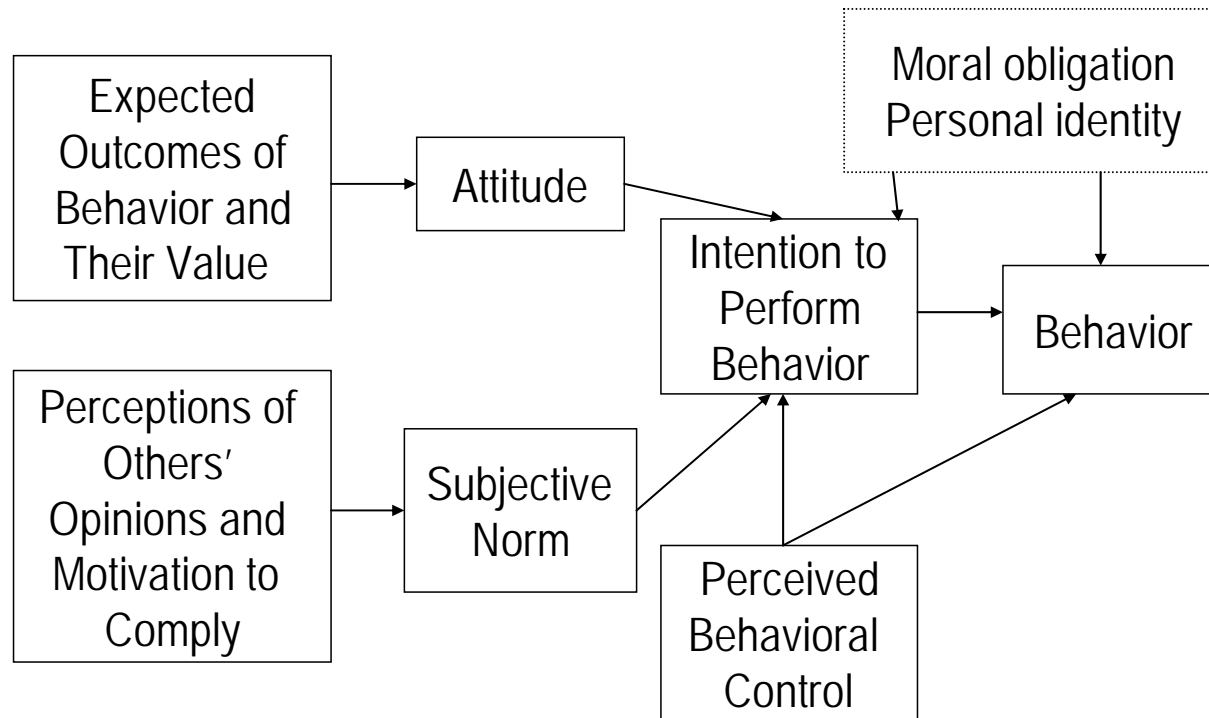 Expected
Outcomes of
Behavior and
Their Value
Attitude
Moral obligation
Personal identity
Intention to
Perform
Behavior
Behavior
Perceptions of
Others’
Opinions and
Motivation to
Comply
Subjective
Norm
Perceived
Behavioral
Control